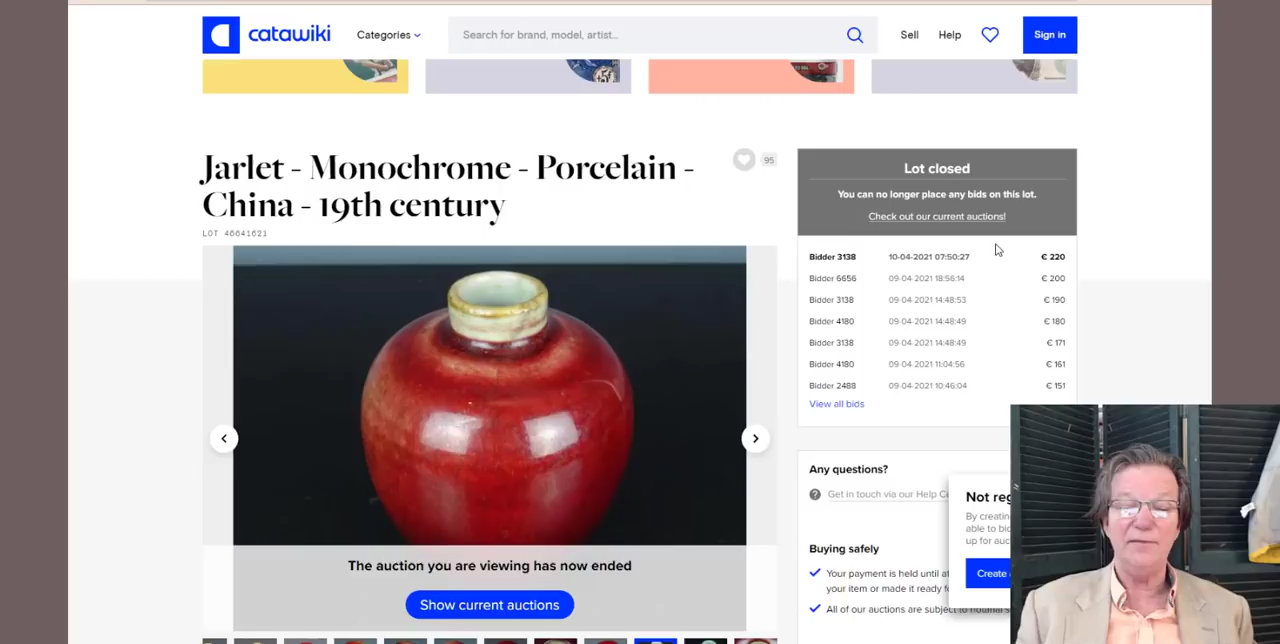 catawiki
Categories
Search for brand, model, artist...
Sell
Help
Sign in
Jarlet - Monochrome - Porcelain -
China - 19th century
95
LOT 46641621
Lot closed
You can no longer place any bids on this lot.
Check out our current auctions!
Bidder 3138 10-04-2021 07:50:27 € 220
Bidder 6656 09-04-2021 18:56:14 € 200
Bidder 3138 09-04-2021 14:48:53 € 190
Bidder 4180 09-04-2021 14:48:49 € 180
Bidder 3138 09-04-2021 14:48:49 € 171
Bidder 4180 09-04-2021 11:04:56 € 161
Bidder 2488 09-04-2021 10:46:04 € 151
View all bids
The auction you are viewing has now ended
Show current auctions
Any questions?
Get in touch via our Help
Buying safely
Your payment is held until
your item or made it ready
All of our auctions are subject to
Not
By
able to
up for
Create